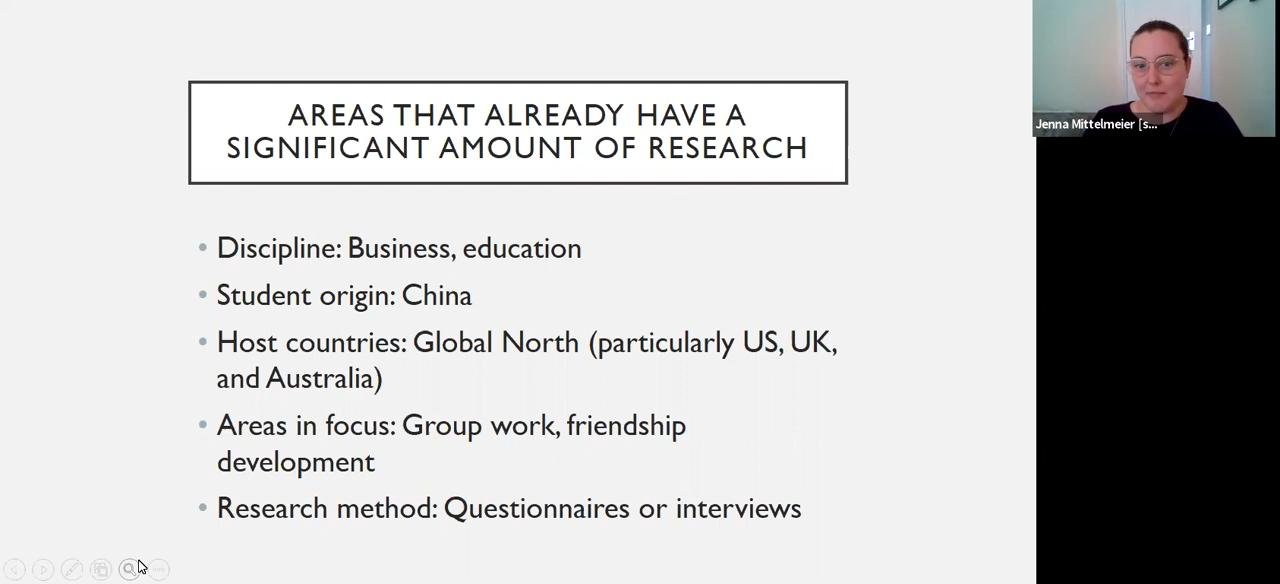 AREAS THAT ALREADY HAVE A
SIGNIFICANT AMOUNT OF RESEARCH
• Discipline: Business, education
• Student origin: China
• Host countries: Global North (particularly US, UK,
and Australia)
• Areas in focus: Group work, friendship
development
• Research method: Questionnaires or interviews
Jenna Mittelmeier [s...